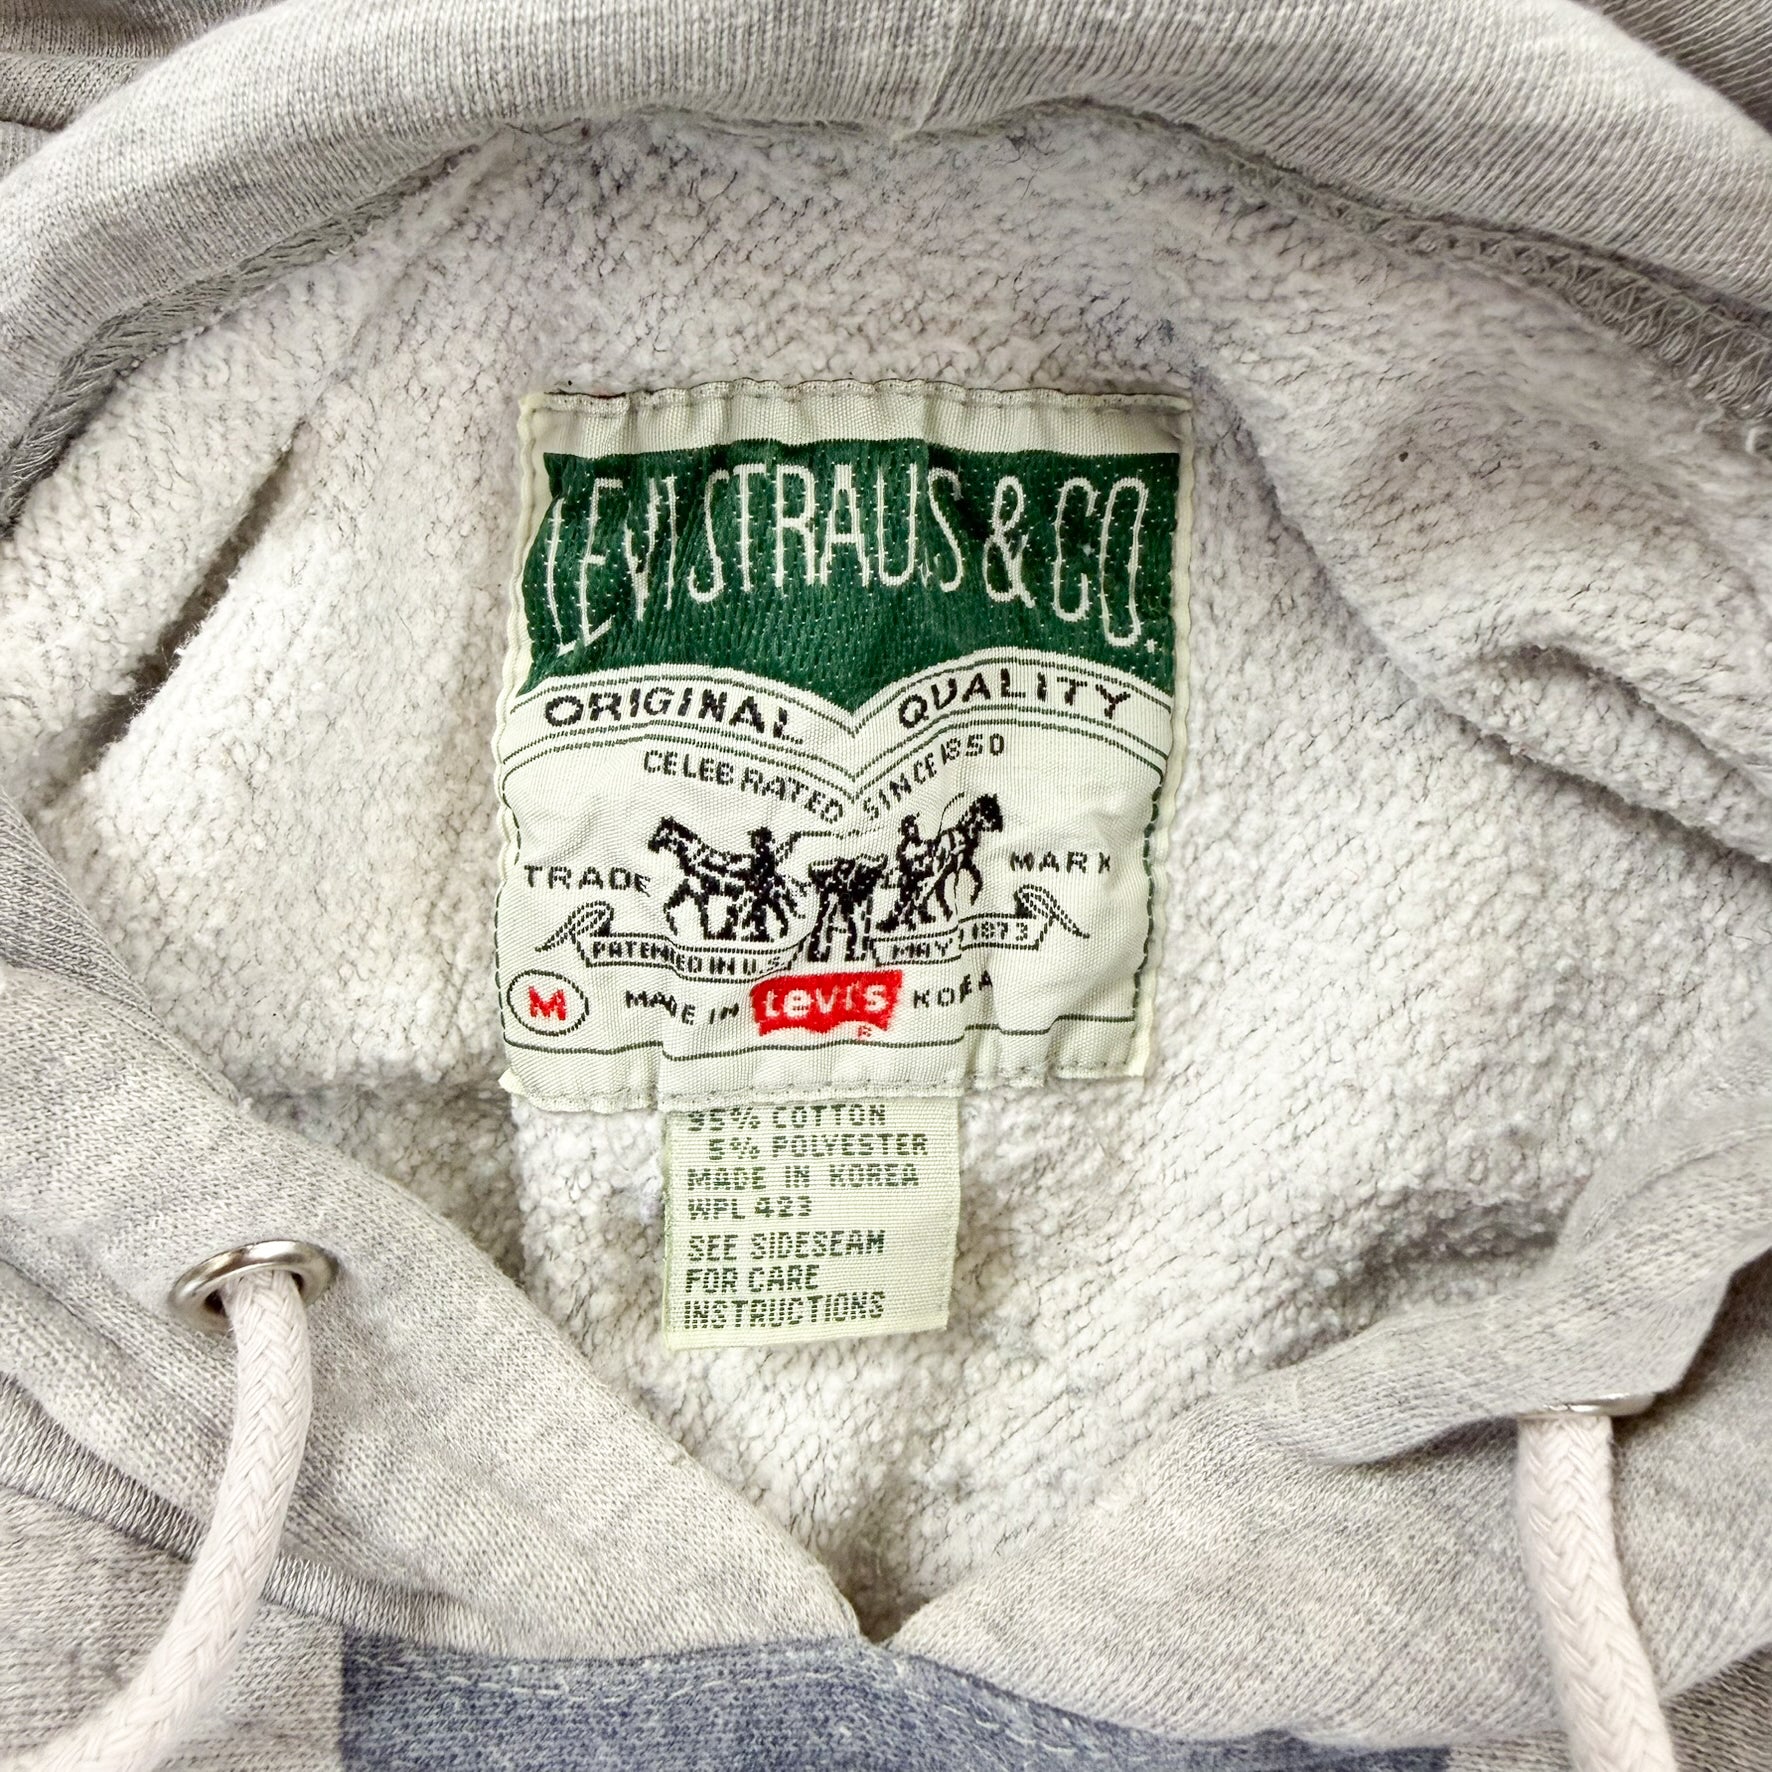 LEVI STRAUSS & CO.
ORIGINAL QUALITY
CELEBRATED SINCE 1850
TRADE MARK
PATENTED IN U.S. MAY 1873
M MADE IN Levi's KOREA
R
95% COTTON
5% POLYESTER
MADE IN KOREA
WPL 423
SEE SIDESEAM
FOR CARE
INSTRUCTIONS